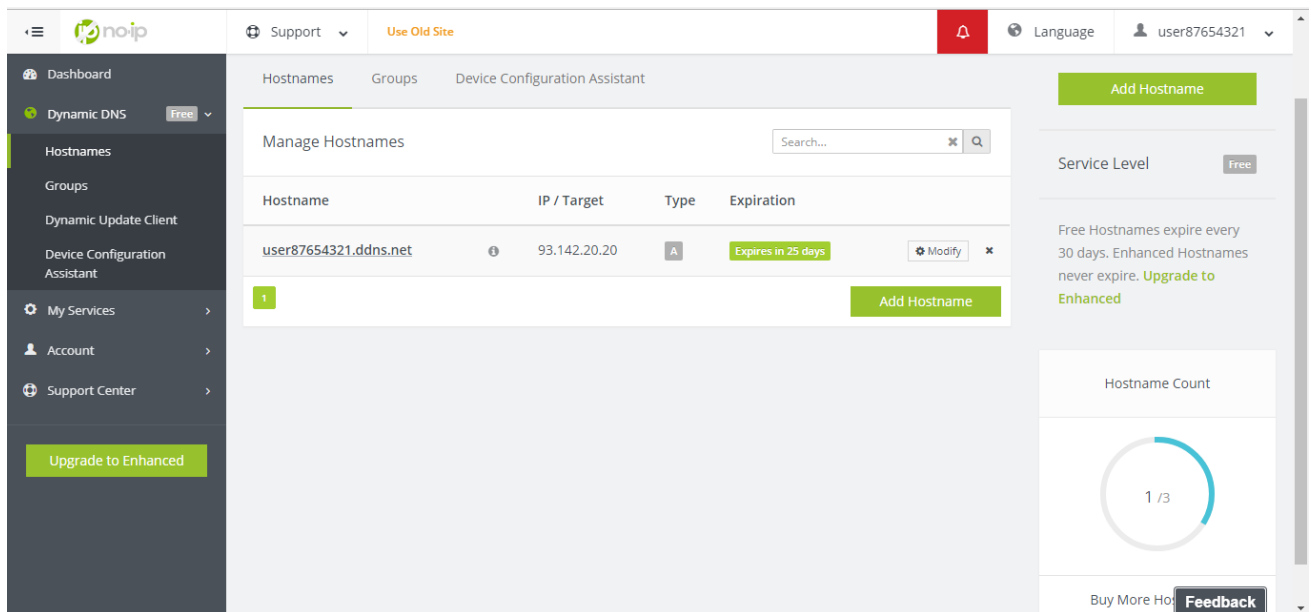 no-ip
Support
Use Old Site
Language
user87654321
Dashboard
Dynamic DNS Free
Hostnames
Groups
Dynamic Update Client
Device Configuration
Assistant
My Services
Account
Support Center
Upgrade to Enhanced
Hostnames Groups Device Configuration Assistant
Manage Hostnames
Search...
Hostname IP / Target Type Expiration
user87654321.ddns.net 93.142.20.20 A Expires in 25 days Modify
1
Add Hostname
Add Hostname
Service Level Free
Free Hostnames expire every
30 days. Enhanced Hostnames
never expire. Upgrade to
Enhanced
Hostname Count
1 /3
Buy More Hos
Feedback